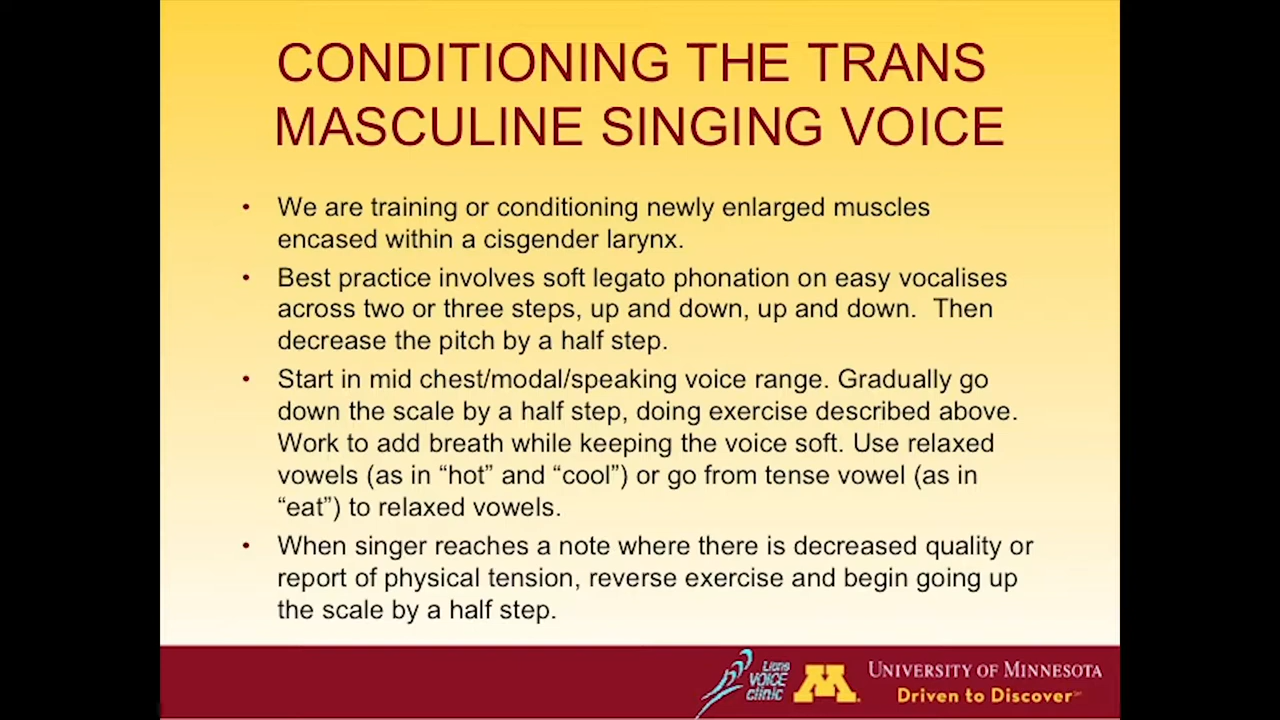 CONDITIONING THE TRANS
MASCULINE SINGING VOICE
• We are training or conditioning newly enlarged muscles
encased within a cisgender larynx.
• Best practice involves soft legato phonation on easy vocalises
across two or three steps, up and down, up and down.  Then
decrease the pitch by a half step.
• Start in mid chest/modal/speaking voice range. Gradually go
down the scale by a half step, doing exercise described above.
Work to add breath while keeping the voice soft. Use relaxed
vowels (as in “hot” and “cool”) or go from tense vowel (as in
“eat”) to relaxed vowels.
• When singer reaches a note where there is decreased quality or
report of physical tension, reverse exercise and begin going up
the scale by a half step.
Lions
VOICE
clinic
M
UNIVERSITY OF MINNESOTA
Driven to Discover